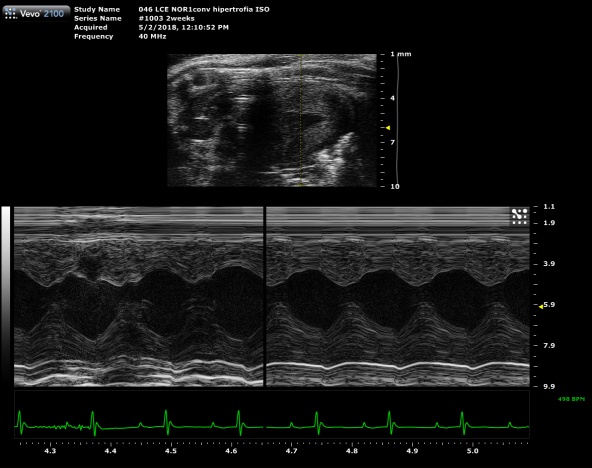 Vevo 2100
Study Name 046 LCE NOR1conv hipertrofia ISO
Series Name #1003 2weeks
Acquired 5/2/2018, 12:10:52 PM
Frequency 40 MHz
1 mm
4
7
10
1.1
1.9
3.9
5.9
7.9
9.9
498 BPM
4.3 4.4 4.5 4.6 4.7 4.8 4.9 5.0